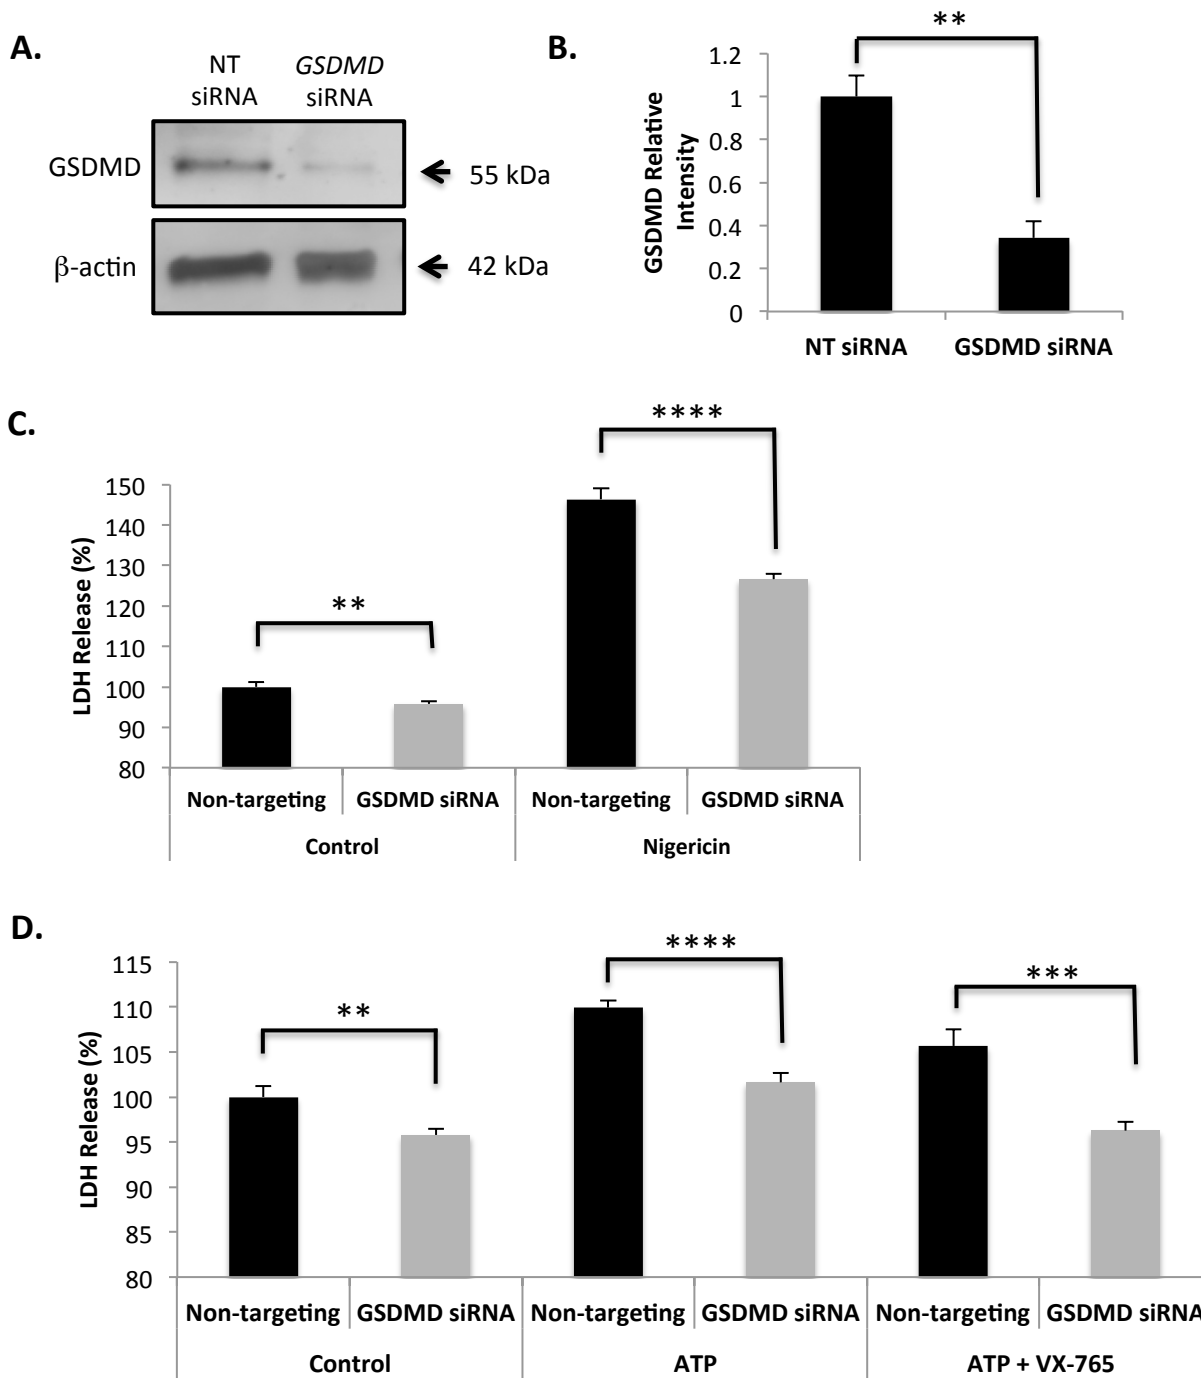 A.
NT
siRNA
GSDMD
siRNA
GSDMD
55 kDa
β-actin
42 kDa
B.
**
GSDMD Relative
Intensity
1.2
1
0.8
0.6
0.4
0.2
0
NT siRNA
GSDMD siRNA
C.
****
**
LDH Release (%)
150
140
130
120
110
100
90
80
Non-targeting
GSDMD siRNA
Non-targeting
GSDMD siRNA
Control
Nigericin
D.
**
****
***
LDH Release (%)
115
110
105
100
95
90
85
80
Non-targeting
GSDMD siRNA
Non-targeting
GSDMD siRNA
Non-targeting
GSDMD siRNA
Control
ATP
ATP + VX-765